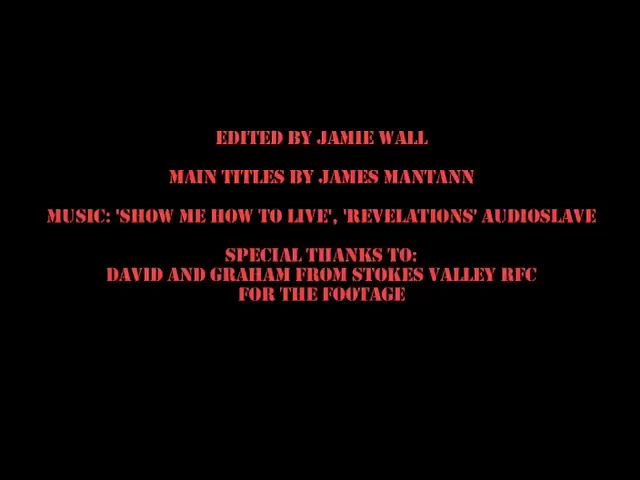 EDITED BY JAMIE WALL
MAIN TITLES BY JAMES MANTANN
MUSIC: 'SHOW ME HOW TO LIVE', 'REVELATIONS' AUDIOSLAVE
SPECIAL THANKS TO:
DAVID AND GRAHAM FROM STOKES VALLEY RFC
FOR THE FOOTAGE